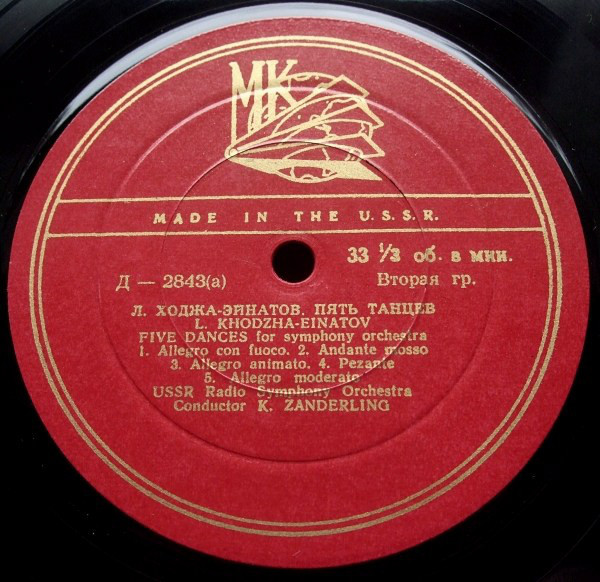 МК
MADE IN THE U.S.S.R.
33 1/3 об. в мин.
Д — 2843(а) Вторая гр.
Л. ХОДЖА-ЭЙНАТОВ. ПЯТЬ ТАНЦЕВ
L. KHODZHA-EINATOV
FIVE DANCES for symphony orchestra
1. Allegro con fuoco. 2. Andante mosso
3. Allegro animato. 4. Pezante
5. Allegro moderato
USSR Radio Symphony Orchestra
Conductor K. ZANDERLING